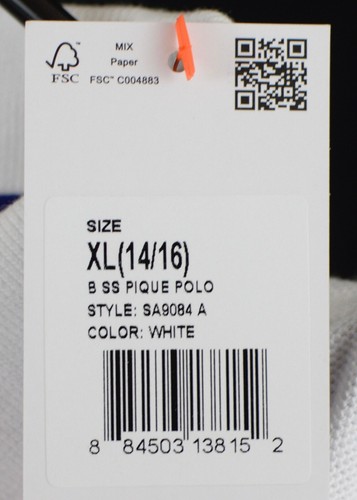 MIX
Paper
FSC
FSC™ C004883
SIZE
XL(14/16)
B SS PIQUE POLO
STYLE: SA9084 A
COLOR: WHITE
8 84503 13815 2